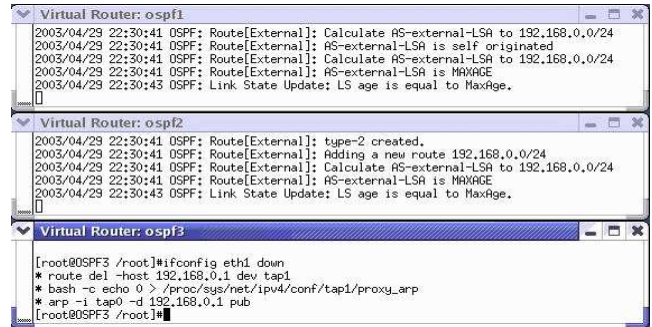 Virtual Router: ospf1
2003/04/29 22:30:41 OSPF: Route[External]: Calculate AS-external-LSA to 192.168.0.0/24
2003/04/29 22:30:41 OSPF: Route[External]: AS-external-LSA is self originated
2003/04/29 22:30:41 OSPF: Route[External]: Calculate AS-external-LSA to 192.168.0.0/24
2003/04/29 22:30:41 OSPF: Route[External]: AS-external-LSA is MAXAGE
2003/04/29 22:30:43 OSPF: Link State Update: LS age is equal to MaxAge.
Virtual Router: ospf2
2003/04/29 22:30:41 OSPF: Route[External]: type-2 created.
2003/04/29 22:30:41 OSPF: Route[External]: Adding a new route 192.168.0.0/24
2003/04/29 22:30:41 OSPF: Route[External]: Calculate AS-external-LSA to 192.168.0.0/24
2003/04/29 22:30:41 OSPF: Route[External]: AS-external-LSA is MAXAGE
2003/04/29 22:30:43 OSPF: Link State Update: LS age is equal to MaxAge.
Virtual Router: ospf3
[root@OSPF3 /root]#ifconfig eth1 down
* route del -host 192.168.0.1 dev tap1
* bash -c echo 0 > /proc/sys/net/ipv4/conf/tap1/proxy_arp
* arp -i tap0 -d 192.168.0.1 pub
[root@OSPF3 /root]#